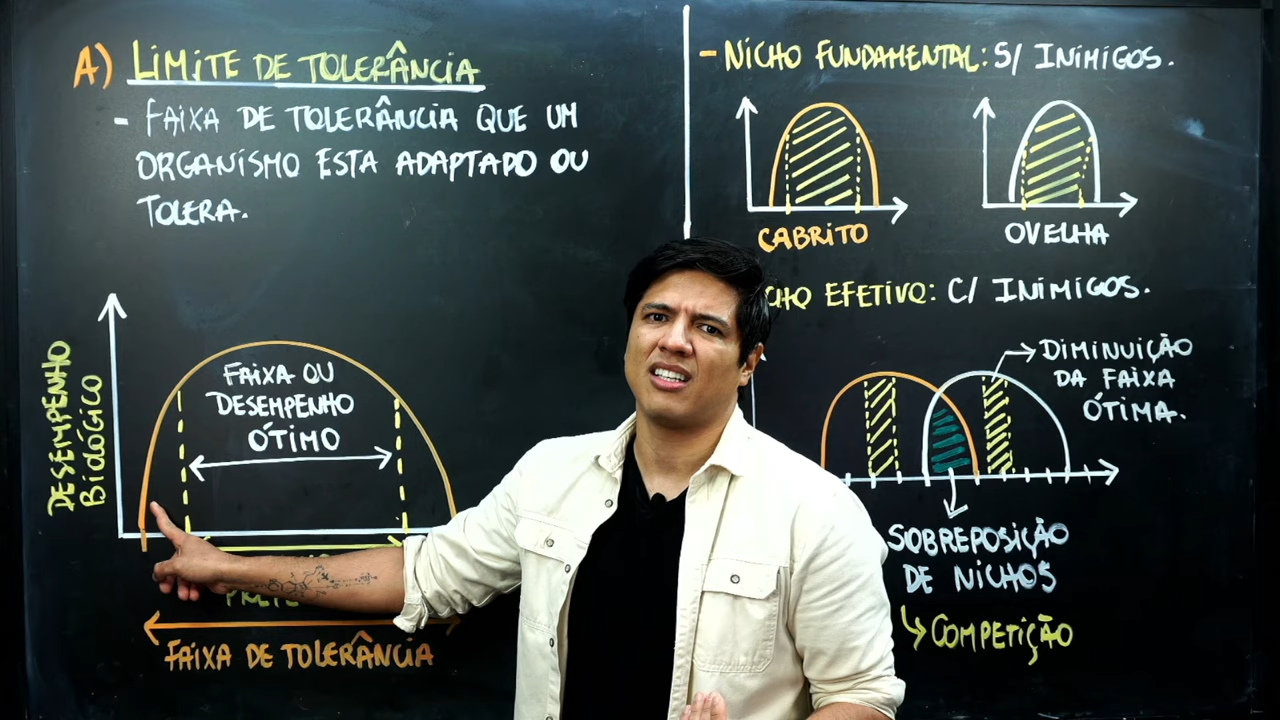 A) LIMITE DE TOLERÂNCIA
- FAIXA DE TOLERÂNCIA QUE UM
ORGANISMO ESTA ADAPTADO OU
TOLERA.
DESEMPENHO
BIOLÓGICO
FAIXA OU
DESEMPENHO
ÓTIMO
FAIXA DE TOLERÂNCIA
- NICHO FUNDAMENTAL: S/ INIMIGOS.
CABRITO
OVELHA
EFETIVO: C/ INIMIGOS.
DIMINUIÇÃO
DA FAIXA
ÓTIMA.
SOBREPOSIÇÃO
DE NICHOS
COMPETIÇÃO